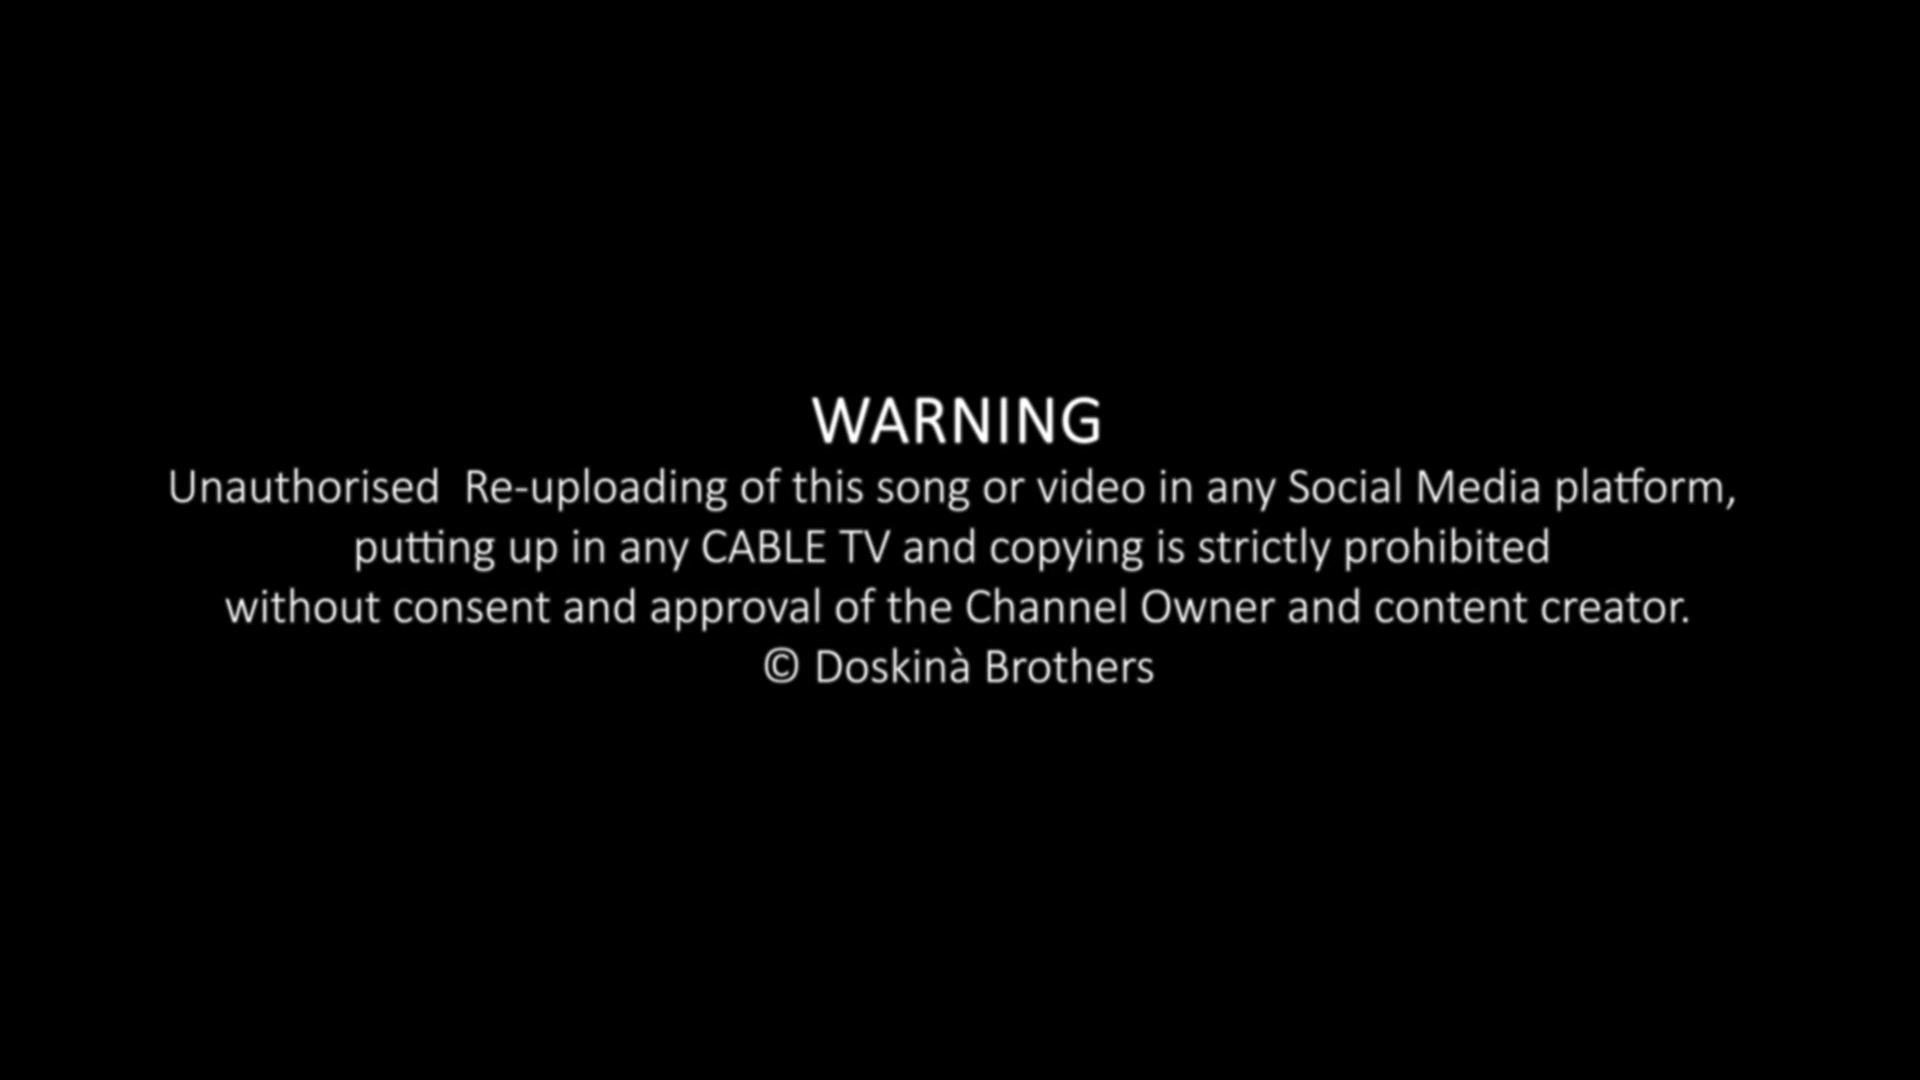 WARNING
Unauthorised  Re-uploading of this song or video in any Social Media platform,
putting up in any CABLE TV and copying is strictly prohibited
without consent and approval of the Channel Owner and content creator.
© Doskinà Brothers